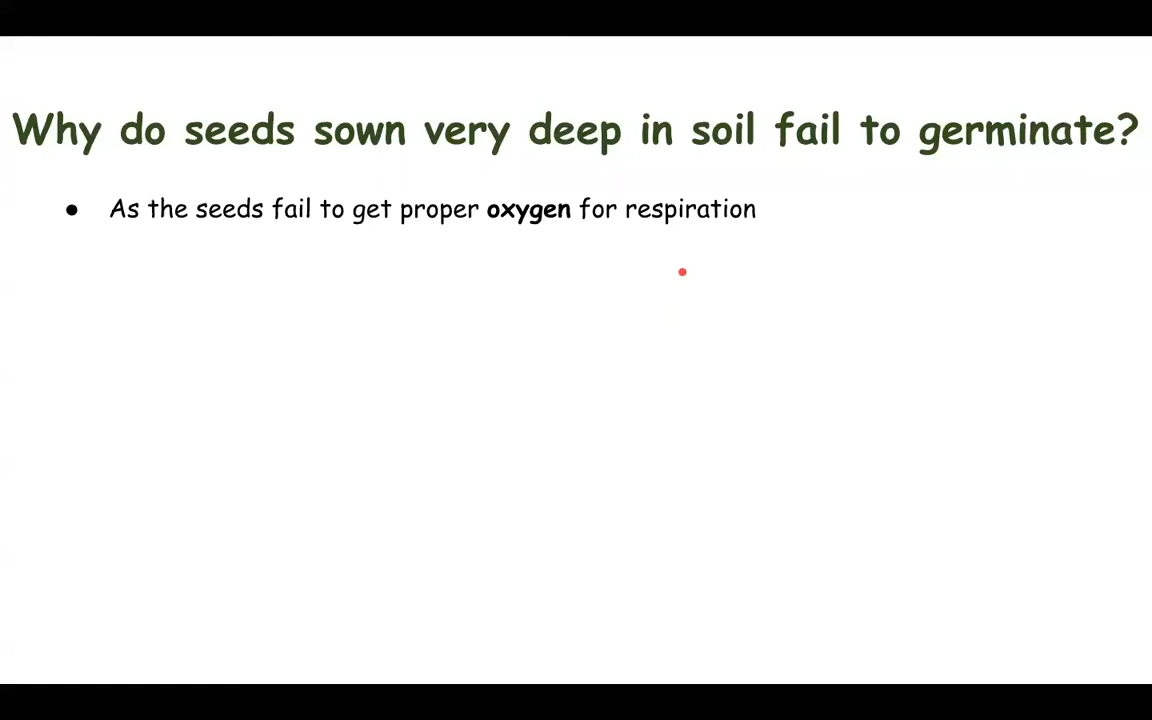 Why do seeds sown very deep in soil fail to germinate?
● As the seeds fail to get proper oxygen for respiration